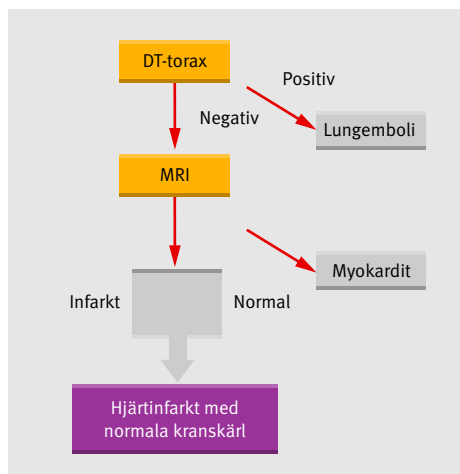 DT-torax
Positiv
Negativ
Lungemboli
MRI
Myokardit
Infarkt
Normal
Hjärtinfarkt med
normala kranskärl